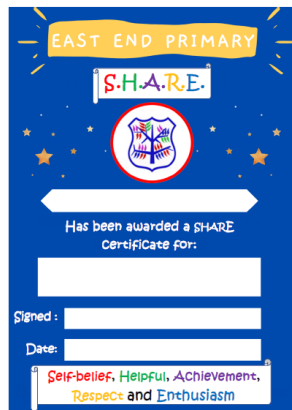 EAST END PRIMARY
S.H.A.R.E.
Has been awarded a SHARE
certificate for:
Signed :
Date:
Self-belief, Helpful, Achievement,
Respect and Enthusiasm